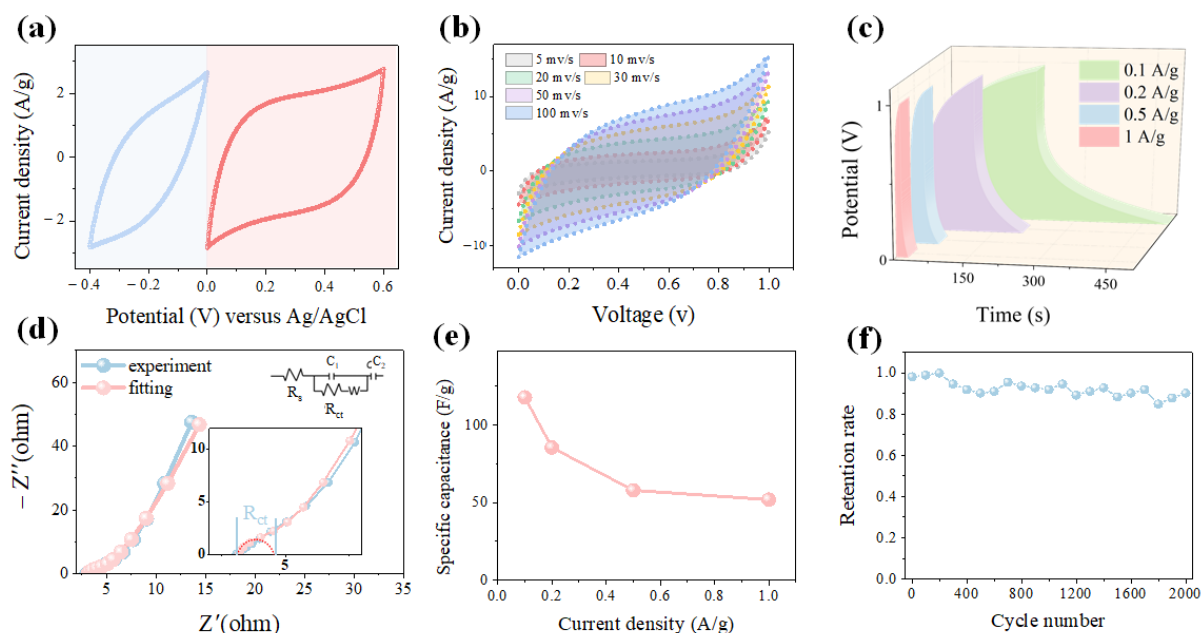 (a)
Current density (A/g)
2
0
−2
−0.4
−0.2
0.0
0.2
0.4
0.6
Potential (V) versus Ag/AgCl
(b)
Current density (A/g)
10
0
−10
5 mv/s
10 mv/s
20 mv/s
30 mv/s
50 mv/s
100 mv/s
0.0
0.2
0.4
0.6
0.8
1.0
Voltage (v)
(c)
Potential (V)
1
0
0.1 A/g
0.2 A/g
0.5 A/g
1 A/g
150
300
450
Time (s)
(d)
− Z''(ohm)
60
50
40
30
20
10
0
experiment
fitting
Rs
C1
Rct
W
C
C2
10
5
0
Rct
5
0
5
10
15
20
25
30
35
Z'(ohm)
(e)
Specific capacitance (F/g)
100
50
0
0.0
0.2
0.4
0.6
0.8
1.0
Current density (A/g)
(f)
Retention rate
1.0
0.8
0.6
0.4
0.2
0.0
0
400
800
1200
1600
2000
Cycle number